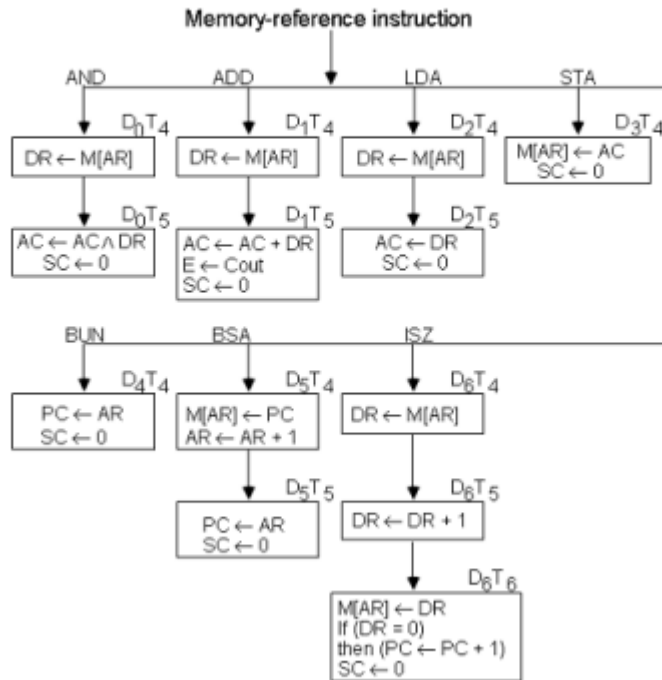 Memory-reference instruction
AND ADD LDA STA
D₀T₄ D₁T₄ D₂T₄ D₃T₄
DR ← M[AR] DR ← M[AR] DR ← M[AR] M[AR] ← AC
SC ← 0
D₀T₅ D₁T₅ D₂T₅
AC ← AC ∧ DR AC ← AC + DR AC ← DR
SC ← 0 E ← Cout SC ← 0
SC ← 0
BUN BSA ISZ
D₄T₄ D₅T₄ D₆T₄
PC ← AR M[AR] ← PC DR ← M[AR]
SC ← 0 AR ← AR + 1
D₅T₅ D₆T₅
PC ← AR DR ← DR + 1
SC ← 0
D₆T₆
M[AR] ← DR
If (DR = 0)
then (PC ← PC + 1)
SC ← 0